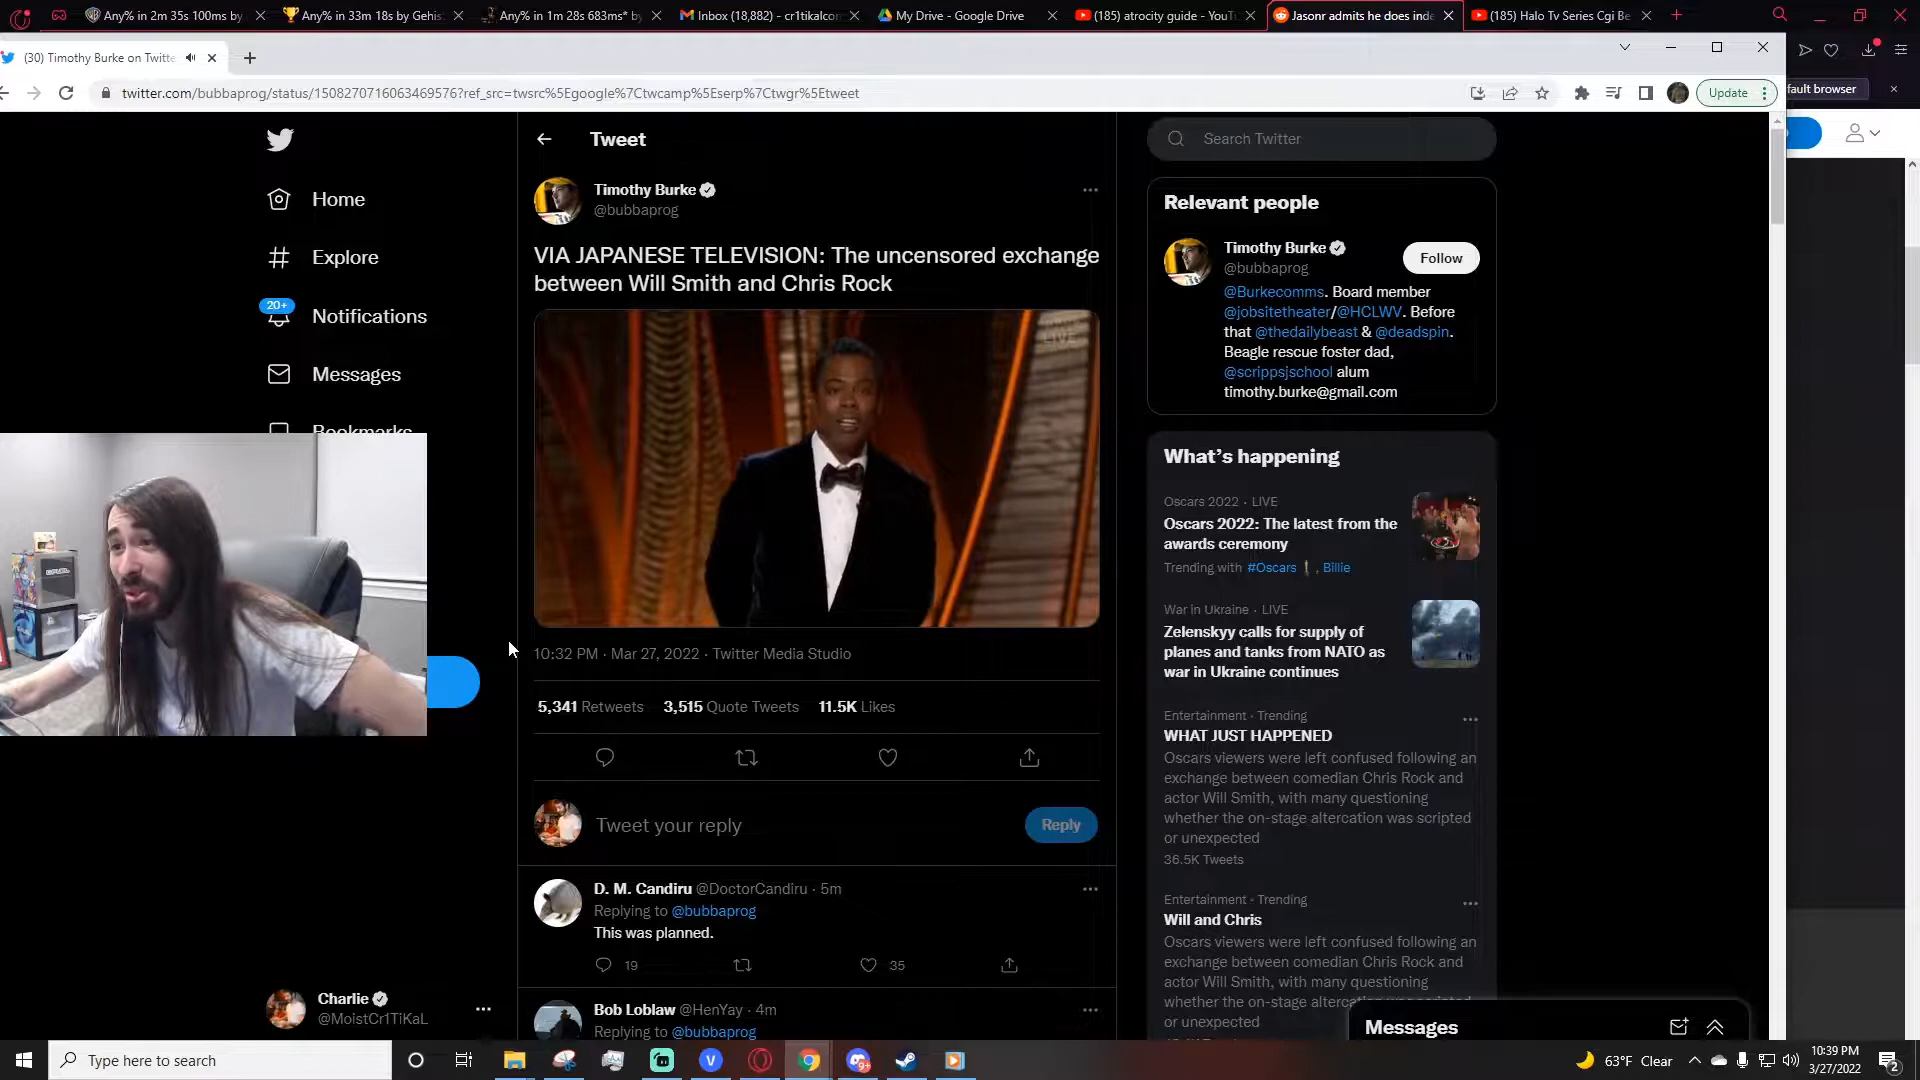 Any% in 2m 35s 100ms by
Any% in 33m 18s by Gehis
Any% in 1m 28s 683ms* by
Inbox (18,882) - cr1tikalcom
My Drive - Google Drive
(185) atrocity guide - YouTu
Jasonr admits he does inde
(185) Halo Tv Series Cgi Be
(30) Timothy Burke on Twitte
twitter.com/bubbaprog/status/1508270716063469576?ref_src=twsrc%5Egoogle%7Ctwcamp%5Eserp%7Ctwgr%5Etweet
Update
fault browser
Home
Explore
20+
Notifications
Messages
Bookmarks
Charlie
@MoistCr1TiKaL
Tweet
Timothy Burke
@bubbaprog
VIA JAPANESE TELEVISION: The uncensored exchange
between Will Smith and Chris Rock
LIVE
10:32 PM · Mar 27, 2022 · Twitter Media Studio
5,341 Retweets 3,515 Quote Tweets 11.5K Likes
Tweet your reply
Reply
D. M. Candiru @DoctorCandiru · 5m
Replying to @bubbaprog
This was planned.
19
35
Bob Loblaw @HenYay · 4m
Replying to @bubbaprog
Search Twitter
Relevant people
Timothy Burke
@bubbaprog
Follow
@Burkecomms. Board member
@jobsitetheater/@HCLWV. Before
that @thedailybeast & @deadspin.
Beagle rescue foster dad,
@scrippsjschool alum
timothy.burke@gmail.com
What's happening
Oscars 2022 · LIVE
Oscars 2022: The latest from the
awards ceremony
Trending with #Oscars , Billie
War in Ukraine · LIVE
Zelenskyy calls for supply of
planes and tanks from NATO as
war in Ukraine continues
Entertainment · Trending
WHAT JUST HAPPENED
Oscars viewers were left confused following an
exchange between comedian Chris Rock and
actor Will Smith, with many questioning
whether the on-stage altercation was scripted
or unexpected
36.5K Tweets
Entertainment · Trending
Will and Chris
Oscars viewers were left confused following an
exchange between comedian Chris Rock and
actor Will Smith, with many questioning
whether the on-stage altercation was scripted
or unexpected
Messages
Type here to search
63°F Clear
10:39 PM
3/27/2022
2